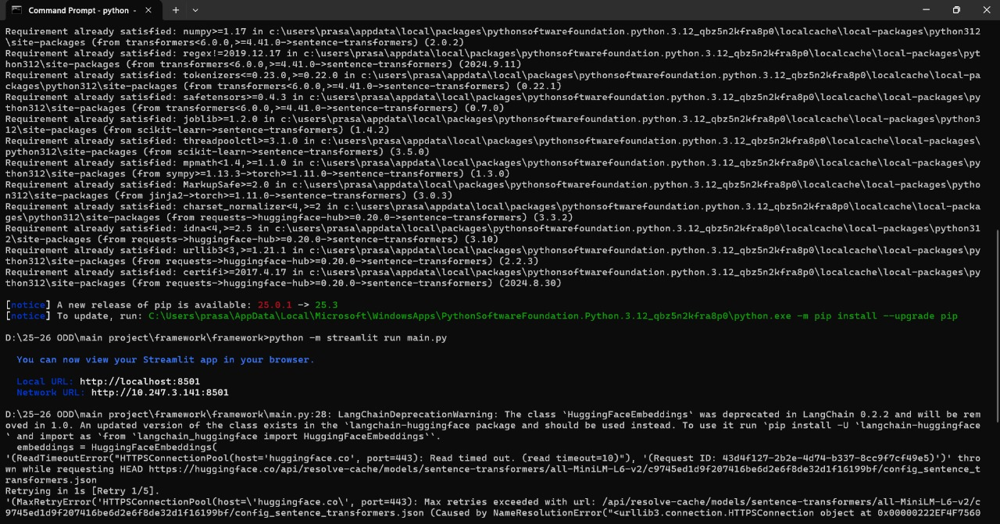 Command Prompt - python -
Requirement already satisfied: numpy>=1.17 in c:\users\prasa\appdata\local\packages\pythonsoftwarefoundation.python.3.12_qbz5n2kfra8p0\localcache\local-packages\python312
\site-packages (from transformers<6.0.0,>=4.41.0->sentence-transformers) (2.0.2)
Requirement already satisfied: regex!=2019.12.17 in c:\users\prasa\appdata\local\packages\pythonsoftwarefoundation.python.3.12_qbz5n2kfra8p0\localcache\local-packages\pyt
hon312\site-packages (from transformers<6.0.0,>=4.41.0->sentence-transformers) (2024.9.11)
Requirement already satisfied: tokenizers<=0.23.0,>=0.22.0 in c:\users\prasa\appdata\local\packages\pythonsoftwarefoundation.python.3.12_qbz5n2kfra8p0\localcache\local-pa
ckages\python312\site-packages (from transformers<6.0.0,>=4.41.0->sentence-transformers) (0.22.1)
Requirement already satisfied: safetensors>=0.4.3 in c:\users\prasa\appdata\local\packages\pythonsoftwarefoundation.python.3.12_qbz5n2kfra8p0\localcache\local-packages\py
thon312\site-packages (from transformers<6.0.0,>=4.41.0->sentence-transformers) (0.7.0)
Requirement already satisfied: joblib>=1.2.0 in c:\users\prasa\appdata\local\packages\pythonsoftwarefoundation.python.3.12_qbz5n2kfra8p0\localcache\local-packages\python3
12\site-packages (from scikit-learn->sentence-transformers) (1.4.2)
Requirement already satisfied: threadpoolctl>=3.1.0 in c:\users\prasa\appdata\local\packages\pythonsoftwarefoundation.python.3.12_qbz5n2kfra8p0\localcache\local-packages\
python312\site-packages (from scikit-learn->sentence-transformers) (3.5.0)
Requirement already satisfied: mpmath<1.4,>=1.1.0 in c:\users\prasa\appdata\local\packages\pythonsoftwarefoundation.python.3.12_qbz5n2kfra8p0\localcache\local-packages\py
thon312\site-packages (from sympy>=1.13.3->torch>=1.11.0->sentence-transformers) (1.3.0)
Requirement already satisfied: MarkupSafe>=2.0 in c:\users\prasa\appdata\local\packages\pythonsoftwarefoundation.python.3.12_qbz5n2kfra8p0\localcache\local-packages\pytho
n312\site-packages (from jinja2->torch>=1.11.0->sentence-transformers) (3.0.3)
Requirement already satisfied: charset_normalizer<4,>=2 in c:\users\prasa\appdata\local\packages\pythonsoftwarefoundation.python.3.12_qbz5n2kfra8p0\localcache\local-packa
ges\python312\site-packages (from requests->huggingface-hub>=0.20.0->sentence-transformers) (3.3.2)
Requirement already satisfied: idna<4,>=2.5 in c:\users\prasa\appdata\local\packages\pythonsoftwarefoundation.python.3.12_qbz5n2kfra8p0\localcache\local-packages\python31
2\site-packages (from requests->huggingface-hub>=0.20.0->sentence-transformers) (3.10)
Requirement already satisfied: urllib3<3,>=1.21.1 in c:\users\prasa\appdata\local\packages\pythonsoftwarefoundation.python.3.12_qbz5n2kfra8p0\localcache\local-packages\py
thon312\site-packages (from requests->huggingface-hub>=0.20.0->sentence-transformers) (2.2.3)
Requirement already satisfied: certifi>=2017.4.17 in c:\users\prasa\appdata\local\packages\pythonsoftwarefoundation.python.3.12_qbz5n2kfra8p0\localcache\local-packages\py
thon312\site-packages (from requests->huggingface-hub>=0.20.0->sentence-transformers) (2024.8.30)
[notice] A new release of pip is available: 25.0.1 -> 25.3
[notice] To update, run: C:\Users\prasa\AppData\Local\Microsoft\WindowsApps\PythonSoftwareFoundation.Python.3.12_qbz5n2kfra8p0\python.exe -m pip install --upgrade pip
D:\25-26 ODD\main project\framework\framework>python -m streamlit run main.py
You can now view your Streamlit app in your browser.
Local URL: http://localhost:8501
Network URL: http://10.247.3.141:8501
D:\25-26 ODD\main project\framework\framework\main.py:28: LangChainDeprecationWarning: The class `HuggingFaceEmbeddings` was deprecated in LangChain 0.2.2 and will be rem
oved in 1.0. An updated version of the class exists in the `langchain-huggingface package and should be used instead. To use it run `pip install -U `langchain-huggingface
` and import as `from `langchain_huggingface import HuggingFaceEmbeddings``.
embeddings = HuggingFaceEmbeddings(
'(ReadTimeoutError("HTTPSConnectionPool(host='huggingface.co', port=443): Read timed out. (read timeout=10)"), '(Request ID: 43d4f127-2b2e-4d74-b337-8cc9f7cf49e5)')' thro
wn while requesting HEAD https://huggingface.co/api/resolve-cache/models/sentence-transformers/all-MiniLM-L6-v2/c9745ed1d9f207416be6d2e6f8de32d1f16199bf/config_sentence_t
ransformers.json
Retrying in 1s [Retry 1/5].
'(MaxRetryError('HTTPSConnectionPool(host=\'huggingface.co\', port=443): Max retries exceeded with url: /api/resolve-cache/models/sentence-transformers/all-MiniLM-L6-v2/c
9745ed1d9f207416be6d2e6f8de32d1f16199bf/config_sentence_transformers.json (Caused by NameResolutionError("<urllib3.connection.HTTPSConnection object at 0x00000222EF4F7560